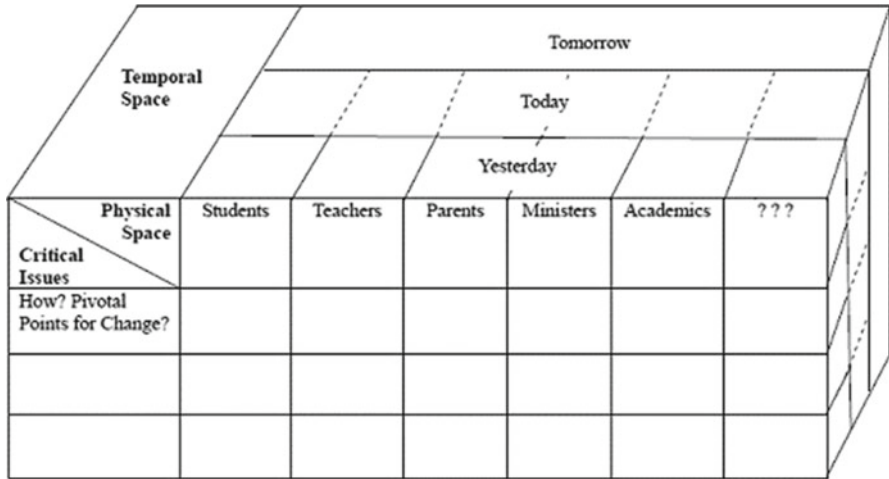 Tomorrow
Temporal
Space
Today
Yesterday
Physical
Space
Students
Teachers
Parents
Ministers
Academics
? ? ?
Critical
Issues
How? Pivotal
Points for Change?